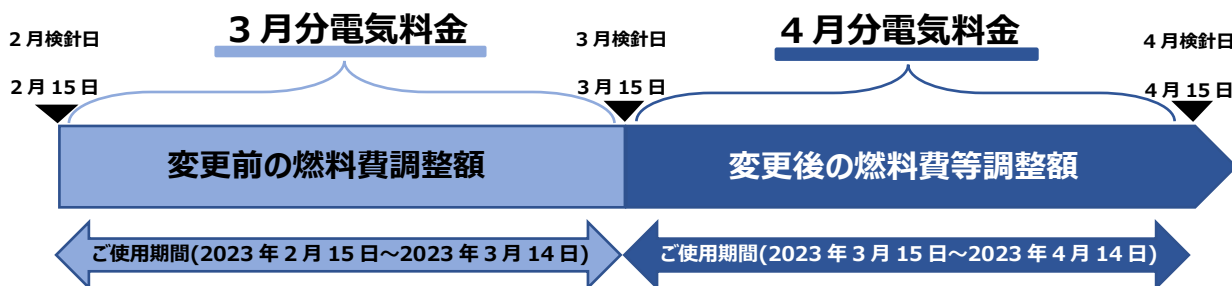 3月分電気料金
4月分電気料金
2月検針日
3月検針日
4月検針日
2月15日
3月15日
4月15日
変更前の燃料費調整額
変更後の燃料費等調整額
ご使用期間(2023年2月15日～2023年3月14日)
ご使用期間(2023年3月15日～2023年4月14日)